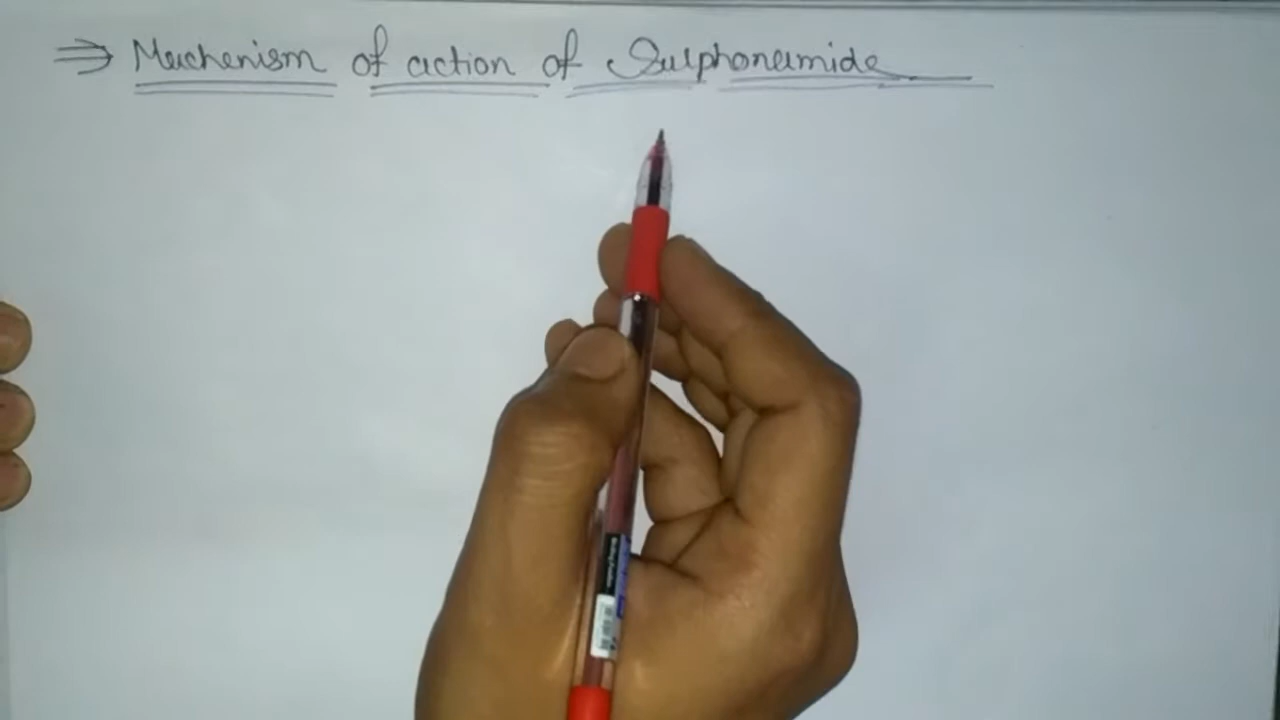 ⇒ Mechenism of action of Sulphonamide